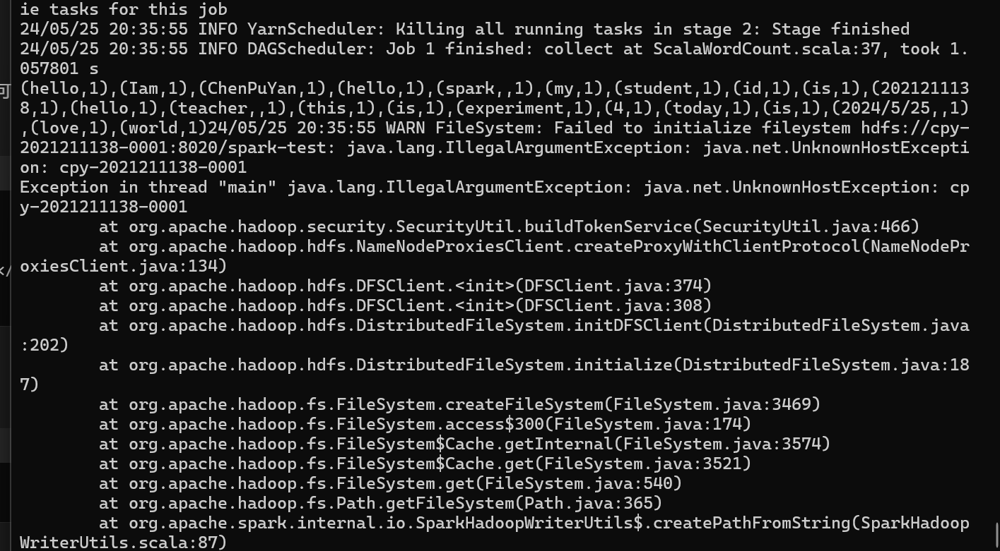 ie tasks for this job
24/05/25 20:35:55 INFO YarnScheduler: Killing all running tasks in stage 2: Stage finished
24/05/25 20:35:55 INFO DAGScheduler: Job 1 finished: collect at ScalaWordCount.scala:37, took 1.
057801 s
可
(hello,1),(Iam,1),(ChenPuYan,1),(hello,1),(spark,,1),(my,1),(student,1),(id,1),(is,1),(202121113
8,1),(hello,1),(teacher,,1),(this,1),(is,1),(experiment,1),(4,1),(today,1),(is,1),(2024/5/25,,1)
,(love,1),(world,1)24/05/25 20:35:55 WARN FileSystem: Failed to initialize fileystem hdfs://cpy-
2021211138-0001:8020/spark-test: java.lang.IllegalArgumentException: java.net.UnknownHostExcepti
on: cpy-2021211138-0001
Exception in thread "main" java.lang.IllegalArgumentException: java.net.UnknownHostException: cp
y-2021211138-0001
at org.apache.hadoop.security.SecurityUtil.buildTokenService(SecurityUtil.java:466)
at org.apache.hadoop.hdfs.NameNodeProxiesClient.createProxyWithClientProtocol(NameNodePr
oxiesClient.java:134)
</
at org.apache.hadoop.hdfs.DFSClient.<init>(DFSClient.java:374)
at org.apache.hadoop.hdfs.DFSClient.<init>(DFSClient.java:308)
at org.apache.hadoop.hdfs.DistributedFileSystem.initDFSClient(DistributedFileSystem.java
:202)
at org.apache.hadoop.hdfs.DistributedFileSystem.initialize(DistributedFileSystem.java:18
7)
at org.apache.hadoop.fs.FileSystem.createFileSystem(FileSystem.java:3469)
at org.apache.hadoop.fs.FileSystem.access$300(FileSystem.java:174)
at org.apache.hadoop.fs.FileSystem$Cache.getInternal(FileSystem.java:3574)
at org.apache.hadoop.fs.FileSystem$Cache.get(FileSystem.java:3521)
at org.apache.hadoop.fs.FileSystem.get(FileSystem.java:540)
at org.apache.hadoop.fs.Path.getFileSystem(Path.java:365)
at org.apache.spark.internal.io.SparkHadoopWriterUtils$.createPathFromString(SparkHadoop
WriterUtils.scala:87)